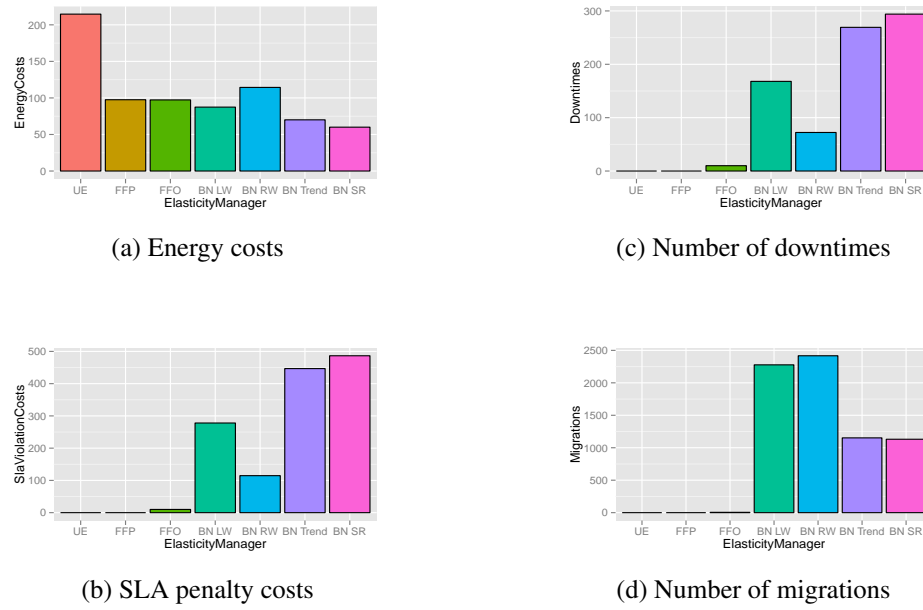 EnergyCosts
200
150
100
50
0
UE FFP FFO BN LW BN RW BN Trend BN SR
ElasticityManager
(a) Energy costs
Downtimes
300
200
100
0
UE FFP FFO BN LW BN RW BN Trend BN SR
ElasticityManager
(c) Number of downtimes
SlaViolationCosts
500
400
300
200
100
0
UE FFP FFO BN LW BN RW BN Trend BN SR
ElasticityManager
(b) SLA penalty costs
Migrations
2500
2000
1500
1000
500
0
UE FFP FFO BN LW BN RW BN Trend BN SR
ElasticityManager
(d) Number of migrations